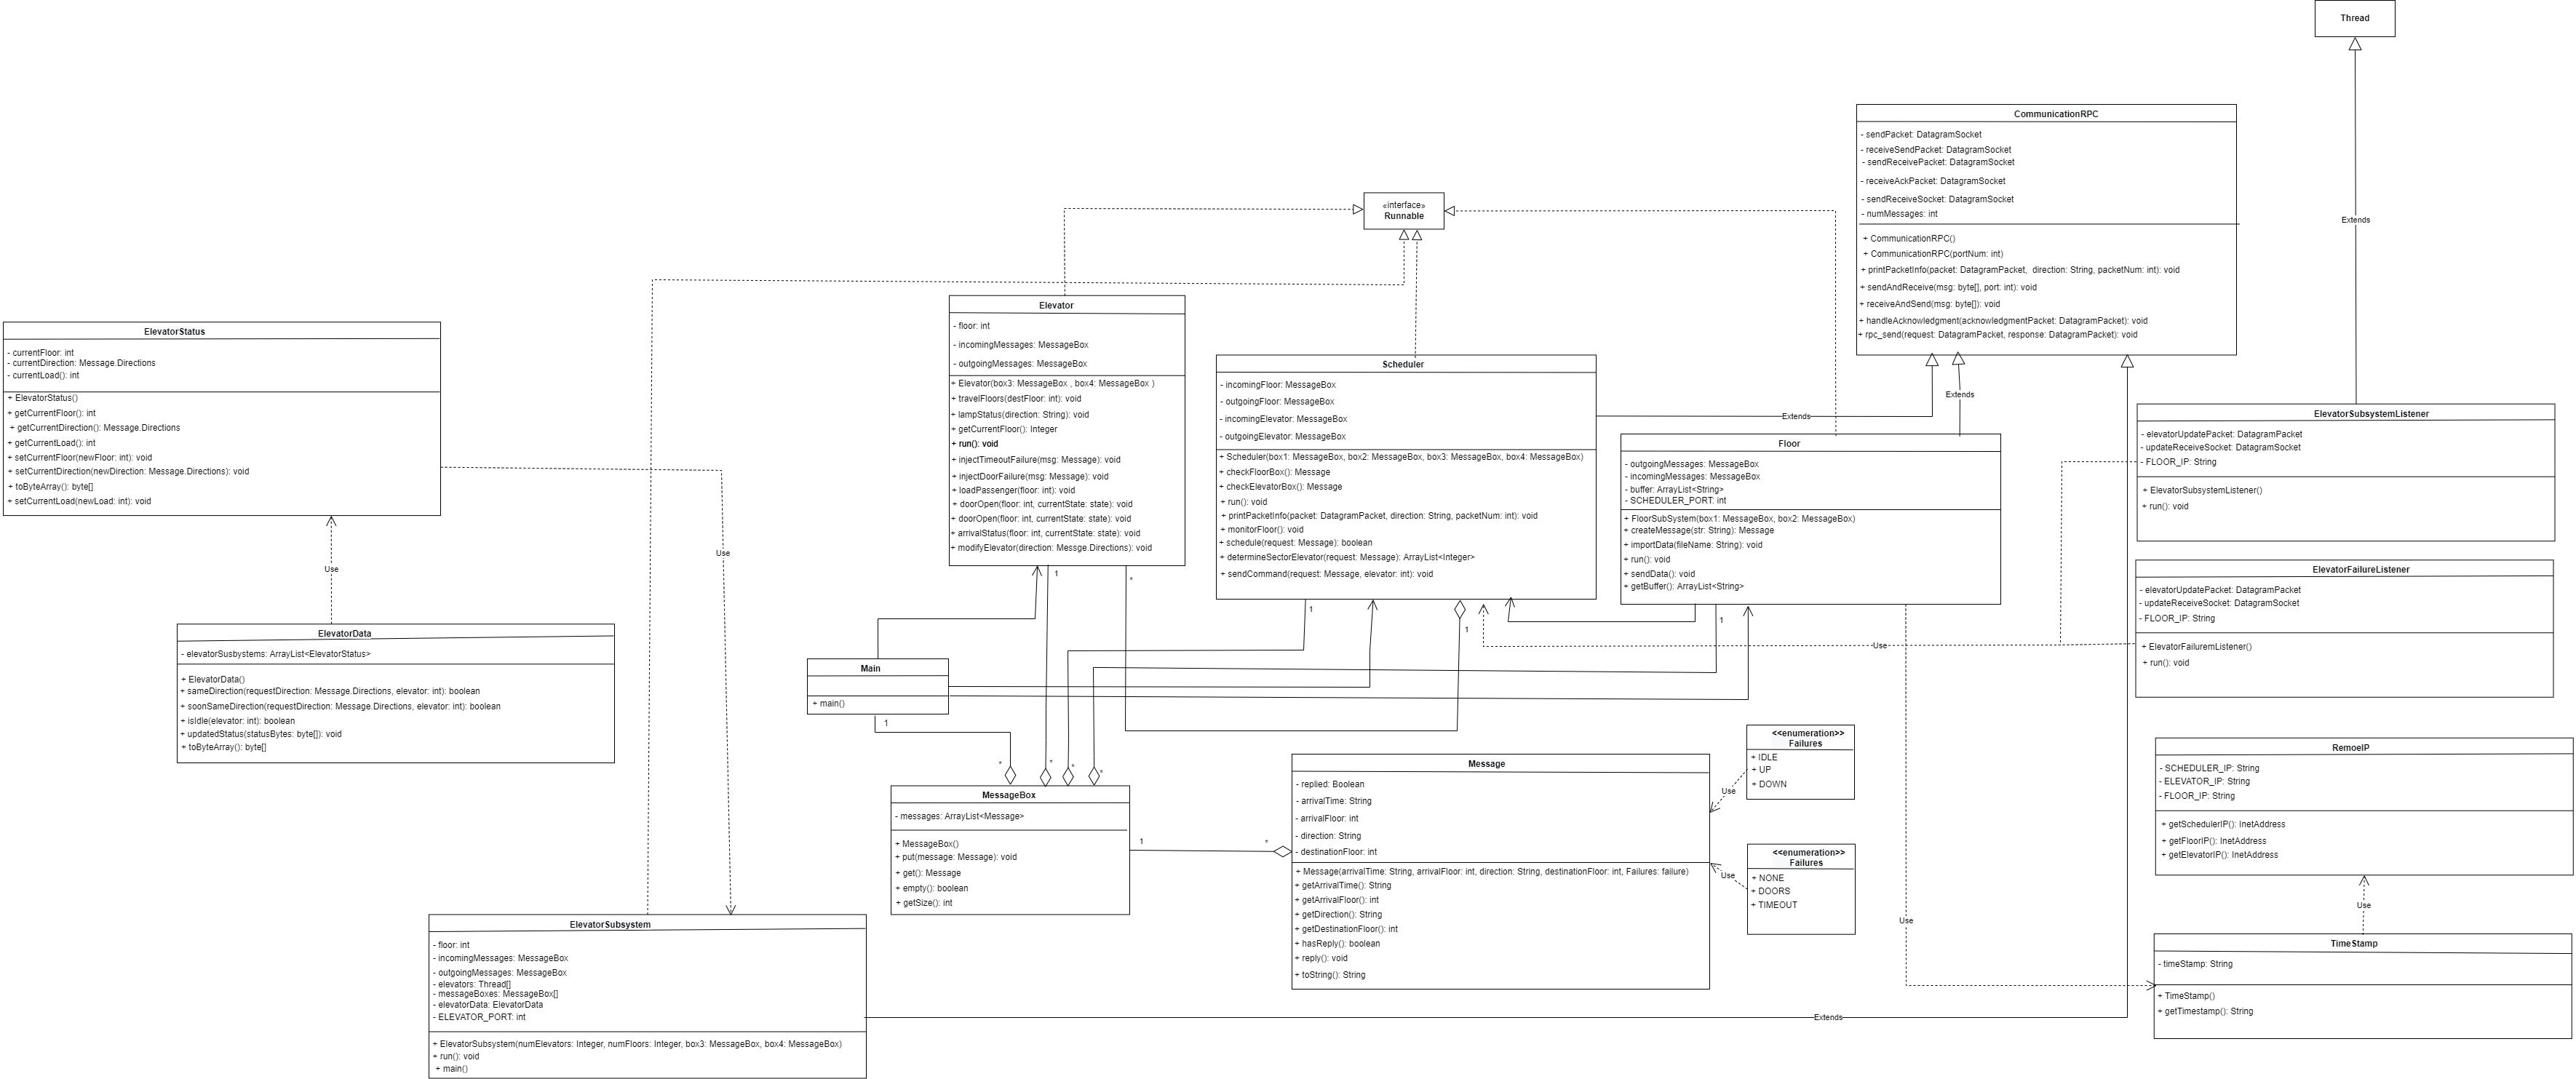 Thread
Extends
CommunicationRPC
- sendPacket: DatagramSocket
- receiveSendPacket: DatagramSocket
- sendReceivePacket: DatagramSocket
- receiveAckPacket: DatagramSocket
- sendReceiveSocket: DatagramSocket
- numMessages: int
+ CommunicationRPC()
+ CommunicationRPC(portNum: int)
+ printPacketInfo(packet: DatagramPacket,  direction: String, packetNum: int): void
+ sendAndReceive(msg: byte[], port: int): void
+ receiveAndSend(msg: byte[]): void
+ handleAcknowledgment(acknowledgmentPacket: DatagramPacket): void
+ rpc_send(request: DatagramPacket, response: DatagramPacket): void
«interface»
Runnable
Elevator
- floor: int
- incomingMessages: MessageBox
- outgoingMessages: MessageBox
+ Elevator(box3: MessageBox , box4: MessageBox )
+ travelFloors(destFloor: int): void
+ lampStatus(direction: String): void
+ getCurrentFloor(): Integer
+ run(): void
+ injectTimeoutFailure(msg: Message): void
+ injectDoorFailure(msg: Message): void
+ loadPassenger(floor: int): void
+ doorOpen(floor: int, currentState: state): void
+ doorOpen(floor: int, currentState: state): void
+ arrivalStatus(floor: int, currentState: state): void
+ modifyElevator(direction: Messge.Directions): void
ElevatorStatus
- currentFloor: int
- currentDirection: Message.Directions
- currentLoad(): int
+ ElevatorStatus()
+ getCurrentFloor(): int
+ getCurrentDirection(): Message.Directions
+ getCurrentLoad(): int
+ setCurrentFloor(newFloor: int): void
+ setCurrentDirection(newDirection: Message.Directions): void
+ toByteArray(): byte[]
+ setCurrentLoad(newLoad: int): void
Scheduler
- incomingFloor: MessageBox
- outgoingFloor: MessageBox
- incomingElevator: MessageBox
- outgoingElevator: MessageBox
+ Scheduler(box1: MessageBox, box2: MessageBox, box3: MessageBox, box4: MessageBox)
+ checkFloorBox(): Message
+ checkElevatorBox(): Message
+ run(): void
+ printPacketInfo(packet: DatagramPacket, direction: String, packetNum: int): void
+ monitorFloor(): void
+ schedule(request: Message): boolean
+ determineSectorElevator(request: Message): ArrayList<Integer>
+ sendCommand(request: Message, elevator: int): void
Extends
Extends
Floor
- outgoingMessages: MessageBox
- incomingMessages: MessageBox
- buffer: ArrayList<String>
- SCHEDULER_PORT: int
+ FloorSubSystem(box1: MessageBox, box2: MessageBox)
+ createMessage(str: String): Message
+ importData(fileName: String): void
+ run(): void
+ sendData(): void
+ getBuffer(): ArrayList<String>
ElevatorSubsystemListener
- elevatorUpdatePacket: DatagramPacket
- updateReceiveSocket: DatagramSocket
- FLOOR_IP: String
+ ElevatorSubsystemListener()
+ run(): void
ElevatorFailureListener
- elevatorUpdatePacket: DatagramPacket
- updateReceiveSocket: DatagramSocket
- FLOOR_IP: String
+ ElevatorFailuremListener()
+ run(): void
Use
Use
Use
1
*
1
1
1
ElevatorData
- elevatorSusbystems: ArrayList<ElevatorStatus>
+ ElevatorData()
+ sameDirection(requestDirection: Message.Directions, elevator: int): boolean
+ soonSameDirection(requestDirection: Message.Directions, elevator: int): boolean
+ isIdle(elevator: int): boolean
+ updatedStatus(statusBytes: byte[]): void
+ toByteArray(): byte[]
Main
+ main()
1
*
*
*
*
MessageBox
- messages: ArrayList<Message>
+ MessageBox()
+ put(message: Message): void
+ get(): Message
+ empty(): boolean
+ getSize(): int
1
*
Message
- replied: Boolean
- arrivalTime: String
- arrivalFloor: int
- direction: String
- destinationFloor: int
+ Message(arrivalTime: String, arrivalFloor: int, direction: String, destinationFloor: int, Failures: failure)
+ getArrivalTime(): String
+ getArrivalFloor(): int
+ getDirection(): String
+ getDestinationFloor(): int
+ hasReply(): boolean
+ reply(): void
+ toString(): String
<<enumeration>>
Failures
+ IDLE
+ UP
+ DOWN
Use
<<enumeration>>
Failures
+ NONE
+ DOORS
+ TIMEOUT
Use
RemoeIP
- SCHEDULER_IP: String
- ELEVATOR_IP: String
- FLOOR_IP: String
+ getSchedulerIP(): InetAddress
+ getFloorIP(): InetAddress
+ getElevatorIP(): InetAddress
Use
Use
TimeStamp
- timeStamp: String
+ TimeStamp()
+ getTimestamp(): String
ElevatorSubsystem
- floor: int
- incomingMessages: MessageBox
- outgoingMessages: MessageBox
- elevators: Thread[]
- messageBoxes: MessageBox[]
- elevatorData: ElevatorData
- ELEVATOR_PORT: int
+ ElevatorSubsystem(numElevators: Integer, numFloors: Integer, box3: MessageBox, box4: MessageBox)
+ run(): void
+ main()
Extends